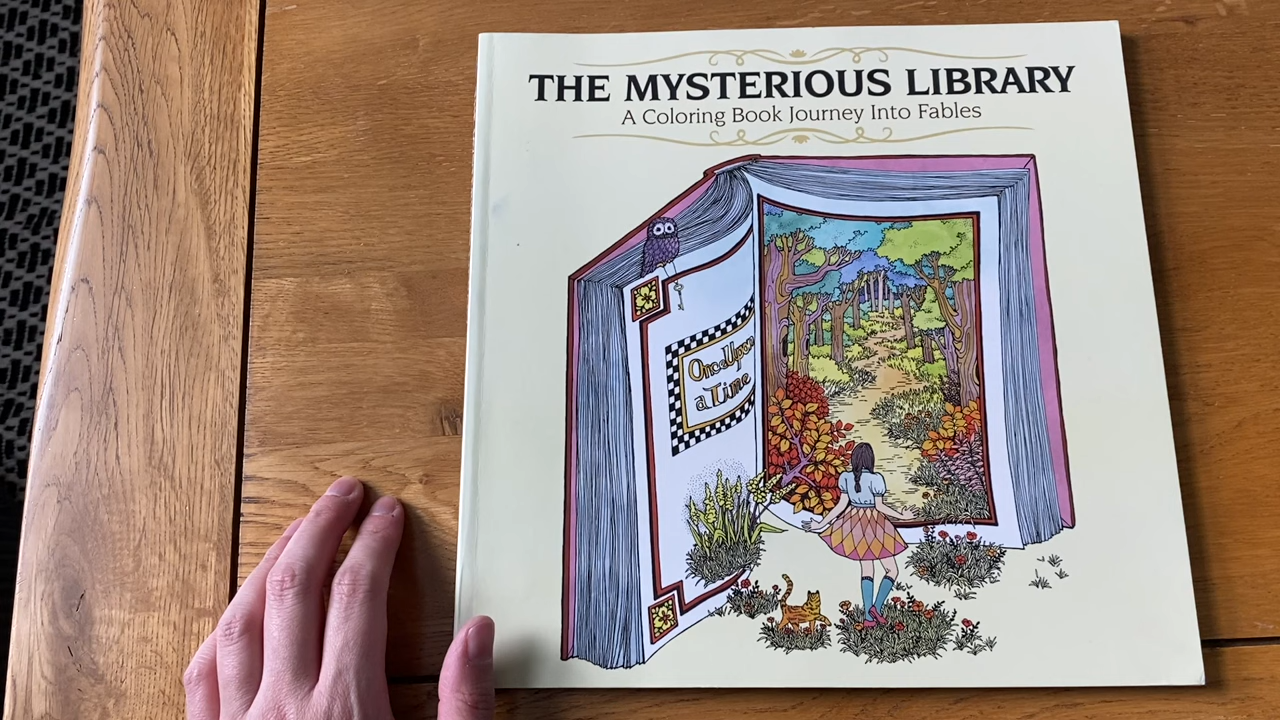 THE MYSTERIOUS LIBRARY
A Coloring Book Journey Into Fables
Once Upon
a Time